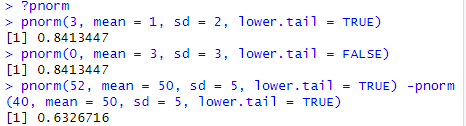 > ?pnorm
> pnorm(3, mean = 1, sd = 2, lower.tail = TRUE)
[1] 0.8413447
> pnorm(0, mean = 3, sd = 3, lower.tail = FALSE)
[1] 0.8413447
> pnorm(52, mean = 50, sd = 5, lower.tail = TRUE) -pnorm
(40, mean = 50, sd = 5, lower.tail = TRUE)
[1] 0.6326716